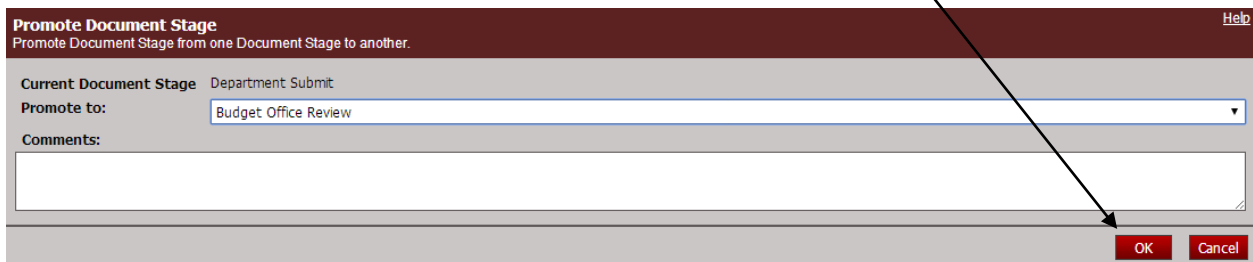 Promote Document Stage
Help
Promote Document Stage from one Document Stage to another.
Current Document Stage Department Submit
Promote to: Budget Office Review
Comments:
OK Cancel